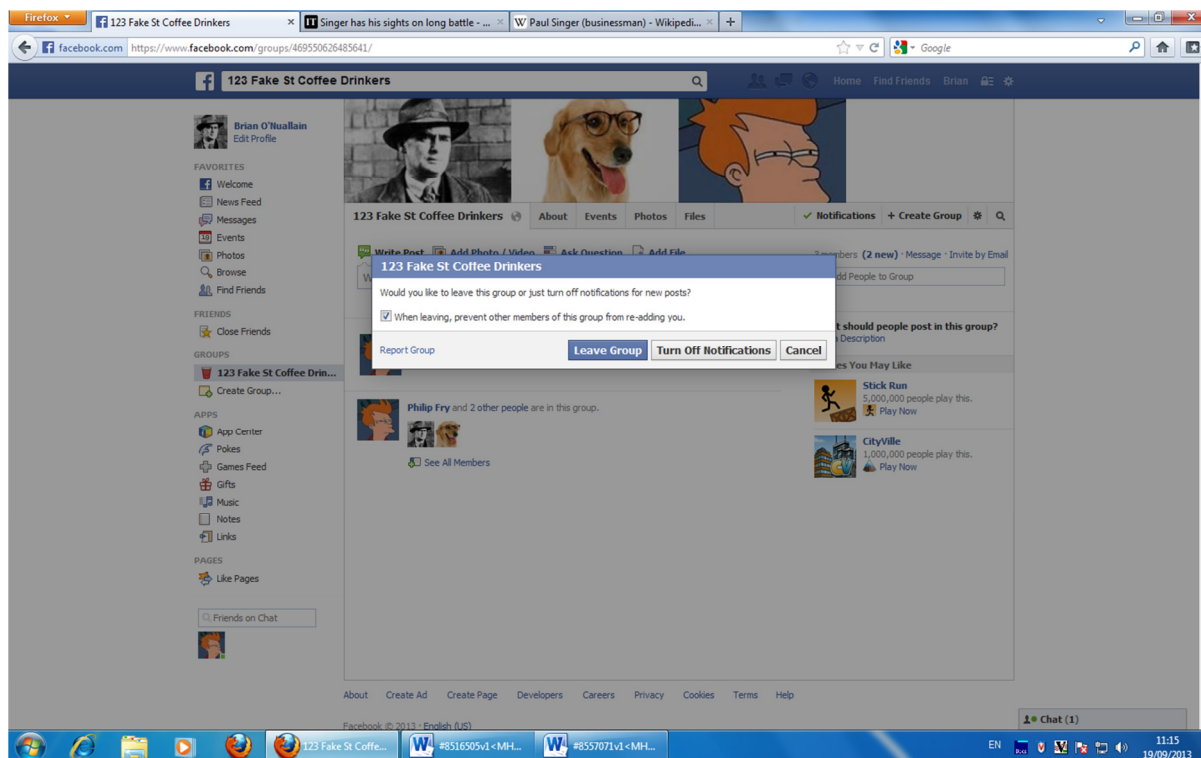 Firefox
123 Fake St Coffee Drinkers
Singer has his sights on long battle - ...
Paul Singer (businessman) - Wikipedi...
facebook.com https://www.facebook.com/groups/469550626485641/
Google
123 Fake St Coffee Drinkers
Home Find Friends Brian
Brian O'Nuallain
Edit Profile
FAVORITES
Welcome
News Feed
Messages
Events
Photos
Browse
Find Friends
FRIENDS
Close Friends
GROUPS
123 Fake St Coffee Drin...
Create Group...
APPS
App Center
Pokes
Games Feed
Gifts
Music
Notes
Links
PAGES
Like Pages
Friends on Chat
123 Fake St Coffee Drinkers About Events Photos Files
Notifications + Create Group
Write Post Add Photo / Video Ask Question Add File
(2 new) · Message · Invite by Email
People to Group
123 Fake St Coffee Drinkers
Would you like to leave this group or just turn off notifications for new posts?
When leaving, prevent other members of this group from re-adding you.
Report Group Leave Group Turn Off Notifications Cancel
should people post in this group?
Description
You May Like
Stick Run
5,000,000 people play this.
Play Now
CityVille
1,000,000 people play this.
Play Now
Philip Fry and 2 other people are in this group.
See All Members
About Create Ad Create Page Developers Careers Privacy Cookies Terms Help
Facebook © 2013 · English (US)
Chat (1)
123 Fake St Coffe...
#8516505v1<MH...
#8557071v1<MH...
EN
11:15
19/09/2013